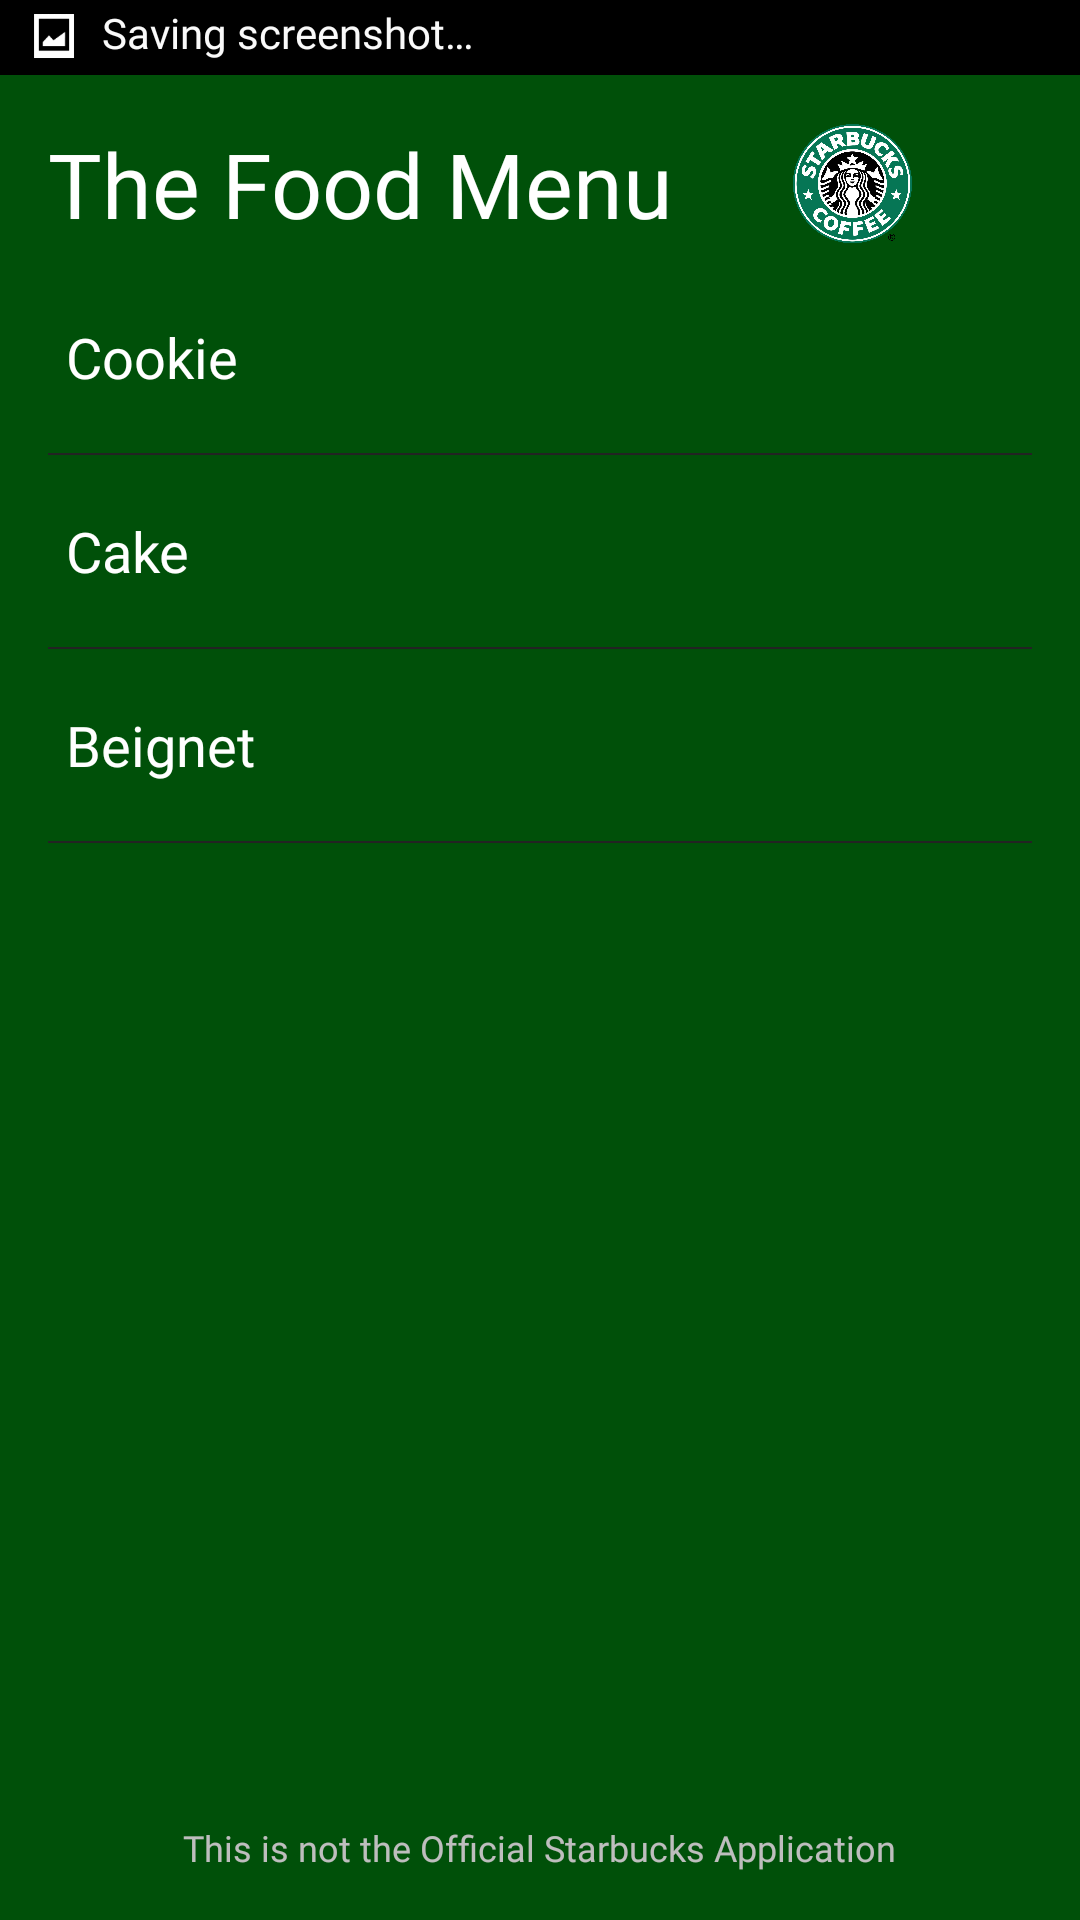 Saving screenshot...
The Food Menu
STARBUCKS
COFFEE
Cookie
Cake
Beignet
This is not the Official Starbucks Application